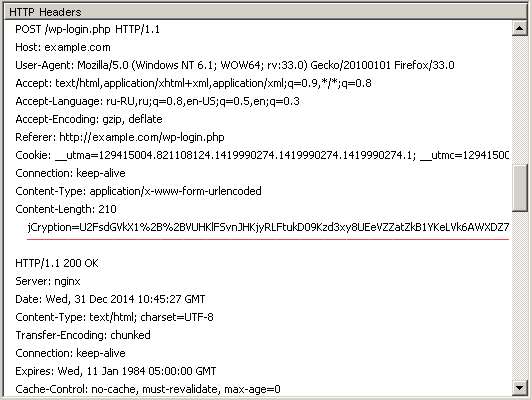 HTTP Headers
POST /wp-login.php HTTP/1.1
Host: example.com
User-Agent: Mozilla/5.0 (Windows NT 6.1; WOW64; rv:33.0) Gecko/20100101 Firefox/33.0
Accept: text/html,application/xhtml+xml,application/xml;q=0.9,*/*;q=0.8
Accept-Language: ru-RU,ru;q=0.8,en-US;q=0.5,en;q=0.3
Accept-Encoding: gzip, deflate
Referer: http://example.com/wp-login.php
Cookie: __utma=129415004.821108124.1419990274.1419990274.1419990274.1; __utmc=12941500
Connection: keep-alive
Content-Type: application/x-www-form-urlencoded
Content-Length: 210
jCryption=U2FsdGVkX1%2B%2BVUHKlFSvnJHKjyRLFtukD09Kzd3xy8UEeVZZatZkB1YKeLVk6AWXDZ7
HTTP/1.1 200 OK
Server: nginx
Date: Wed, 31 Dec 2014 10:45:27 GMT
Content-Type: text/html; charset=UTF-8
Transfer-Encoding: chunked
Connection: keep-alive
Expires: Wed, 11 Jan 1984 05:00:00 GMT
Cache-Control: no-cache, must-revalidate, max-age=0